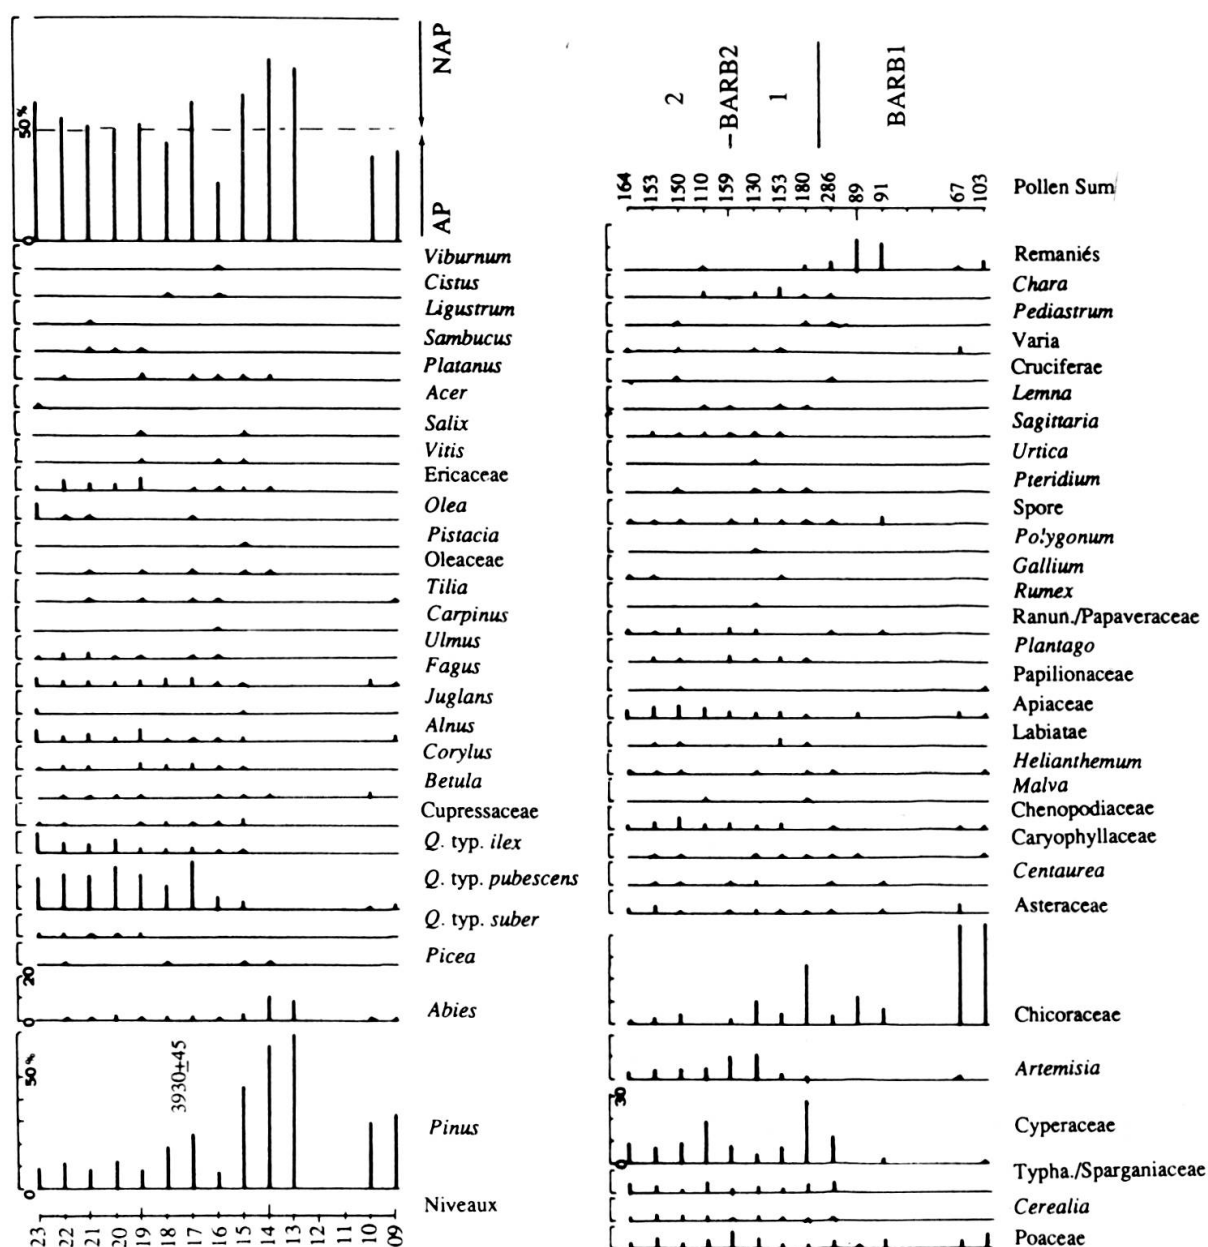 NAP
50 %
0
AP
Viburnum
Cistus
Ligustrum
Sambucus
Platanus
Acer
Salix
Vitis
Ericaceae
Olea
Pistacia
Oleaceae
Tilia
Carpinus
Ulmus
Fagus
Juglans
Alnus
Corylus
Betula
Cupressaceae
Q. typ. ilex
Q. typ. pubescens
Q. typ. suber
Picea
20
0
Abies
50 %
0
3930±45
Pinus
Niveaux
23 22 21 20 19 18 17 16 15 14 13 12 11 10 09
2 –BARB2 1 BARB1
164 153 150 110 159 130 153 180 286 89 91 67 103 Pollen Sum
Remaniés
Chara
Pediastrum
Varia
Cruciferae
Lemna
Sagittaria
Urtica
Pteridium
Spore
Polygonum
Gallium
Rumex
Ranun./Papaveraceae
Plantago
Papilionaceae
Apiaceae
Labiatae
Helianthemum
Malva
Chenopodiaceae
Caryophyllaceae
Centaurea
Asteraceae
Chicoraceae
Artemisia
30
0
Cyperaceae
Typha./Sparganiaceae
Cerealia
Poaceae